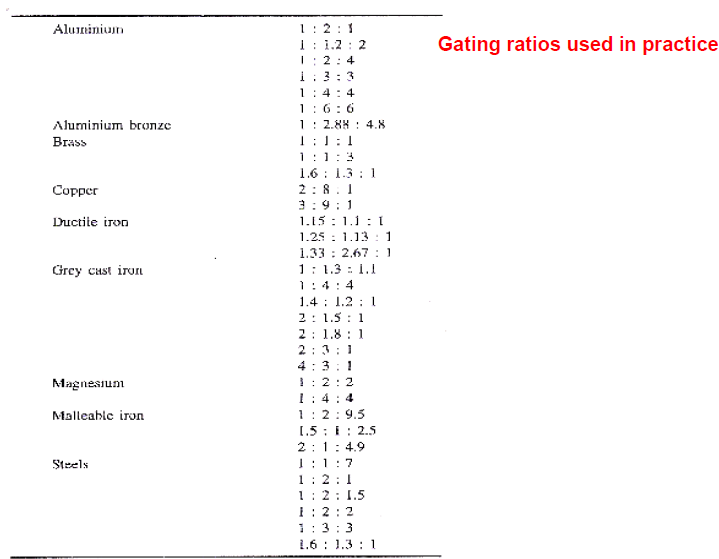 Gating ratios used in practice
Aluminium 1 : 2 : 1
1 : 1.2 : 2
1 : 2 : 4
1 : 3 : 3
1 : 4 : 4
1 : 6 : 6
Aluminium bronze 1 : 2.88 : 4.8
Brass 1 : 1 : 1
1 : 1 : 3
1.6 : 1.3 : 1
Copper 2 : 8 : 1
3 : 9 : 1
Ductile iron 1.15 : 1.1 : 1
1.25 : 1.13 : 1
1.33 : 2.67 : 1
Grey cast iron 1 : 1.3 : 1.1
1 : 4 : 4
1.4 : 1.2 : 1
2 : 1.5 : 1
2 : 1.8 : 1
2 : 3 : 1
4 : 3 : 1
Magnesium 1 : 2 : 2
1 : 4 : 4
Malleable iron 1 : 2 : 9.5
1.5 : 1 : 2.5
2 : 1 : 4.9
Steels 1 : 1 : 7
1 : 2 : 1
1 : 2 : 1.5
1 : 2 : 2
1 : 3 : 3
1.6 : 1.3 : 1